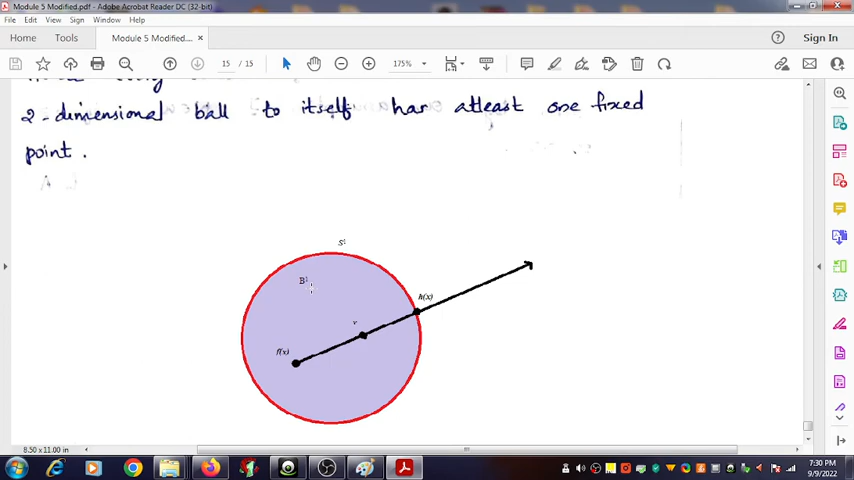 Module 5 Modified.pdf - Adobe Acrobat Reader DC (32-bit)
File Edit View Sign Window Help
Home Tools Module 5 Modified.... × Sign In
15 / 15 175%
2-dimensional ball to itself has atleast one fixed
point.
S¹
B¹
h(x)
f(x)
8.50 x 11.00 in
7:30 PM
9/9/2022